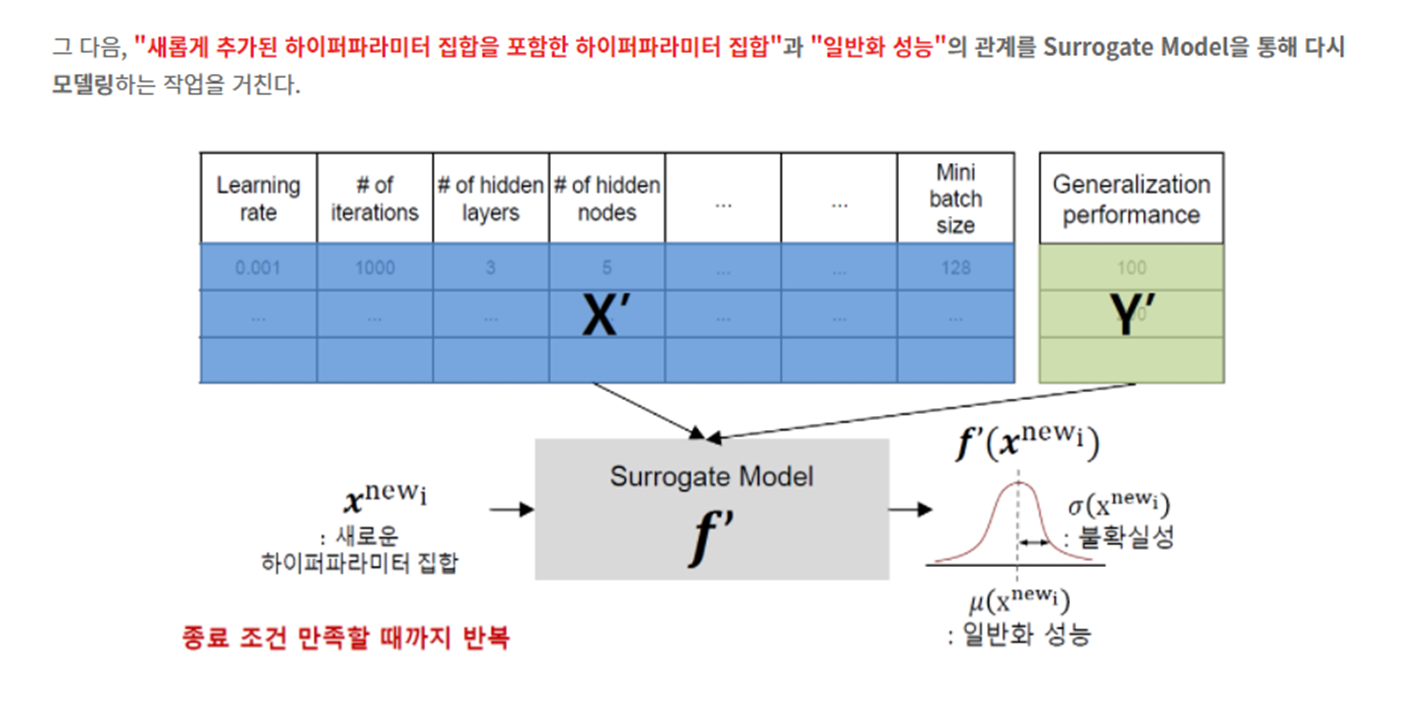 그 다음, "새롭게 추가된 하이퍼파라미터 집합을 포함한 하이퍼파라미터 집합"과 "일반화 성능"의 관계를 Surrogate Model을 통해 다시
모델링하는 작업을 거친다.
Learning rate | # of iterations | # of hidden layers | # of hidden nodes | ... | ... | Mini batch size | Generalization performance
0.001 | 1000 | 3 | 5 | ... | ... | 128 | 100
... | ... | ... | ... | ... | ...
X′ Y′
Surrogate Model
f’
x^new_i
: 새로운
하이퍼파라미터 집합
f’(x^new_i)
σ(x^new_i)
: 불확실성
μ(x^new_i)
: 일반화 성능
종료 조건 만족할 때까지 반복